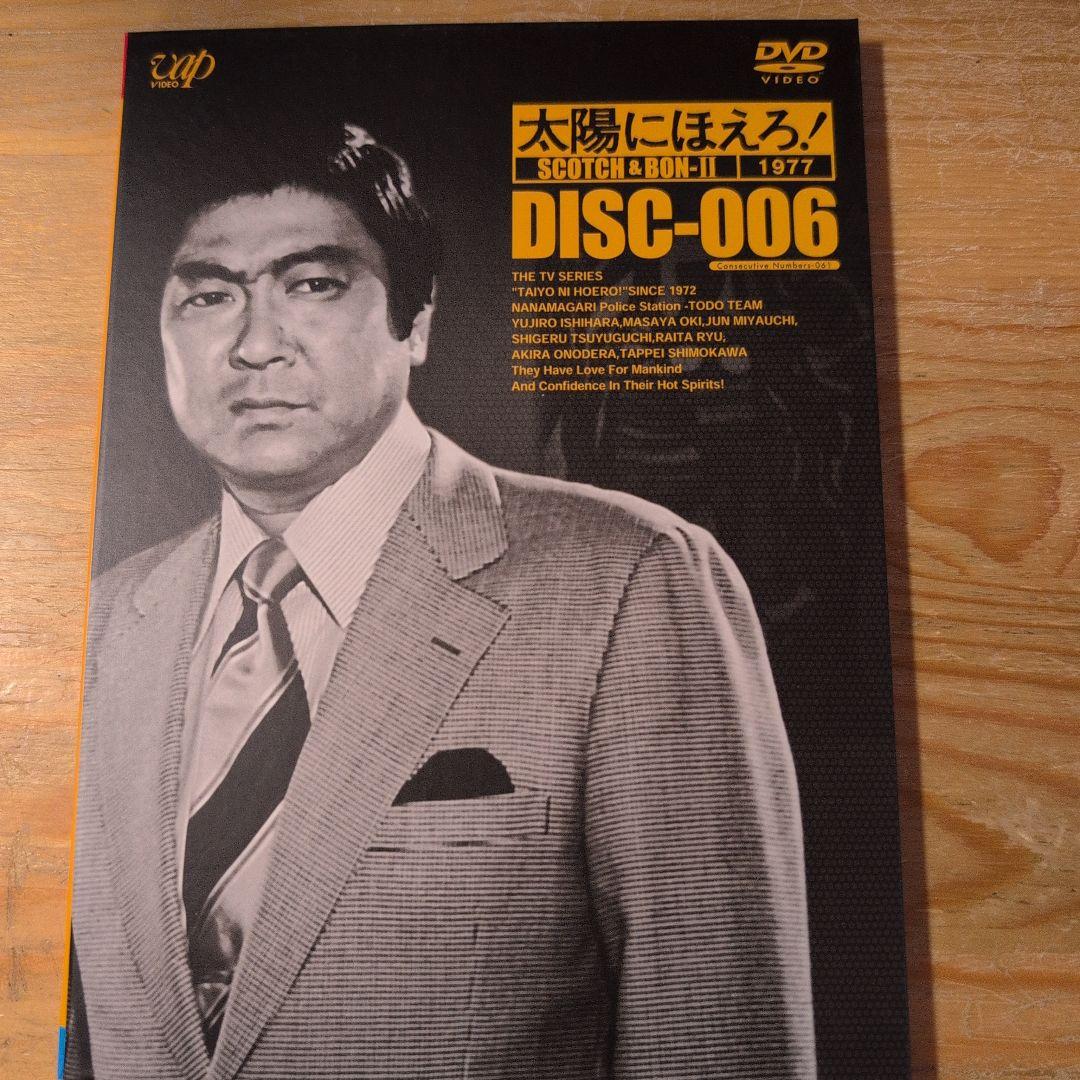 vap
VIDEO
DVD
VIDEO
太陽にほえろ!
SCOTCH & BON-II 1977
DISC-006
Consecutive Numbers-061
THE TV SERIES
"TAIYO NI HOERO!"SINCE 1972
NANAMAGARI Police Station -TODO TEAM
YUJIRO ISHIHARA,MASAYA OKI,JUN MIYAUCHI,
SHIGERU TSUYUGUCHI,RAITA RYU,
AKIRA ONODERA,TAPPEI SHIMOKAWA
They Have Love For Mankind
And Confidence In Their Hot Spirits!